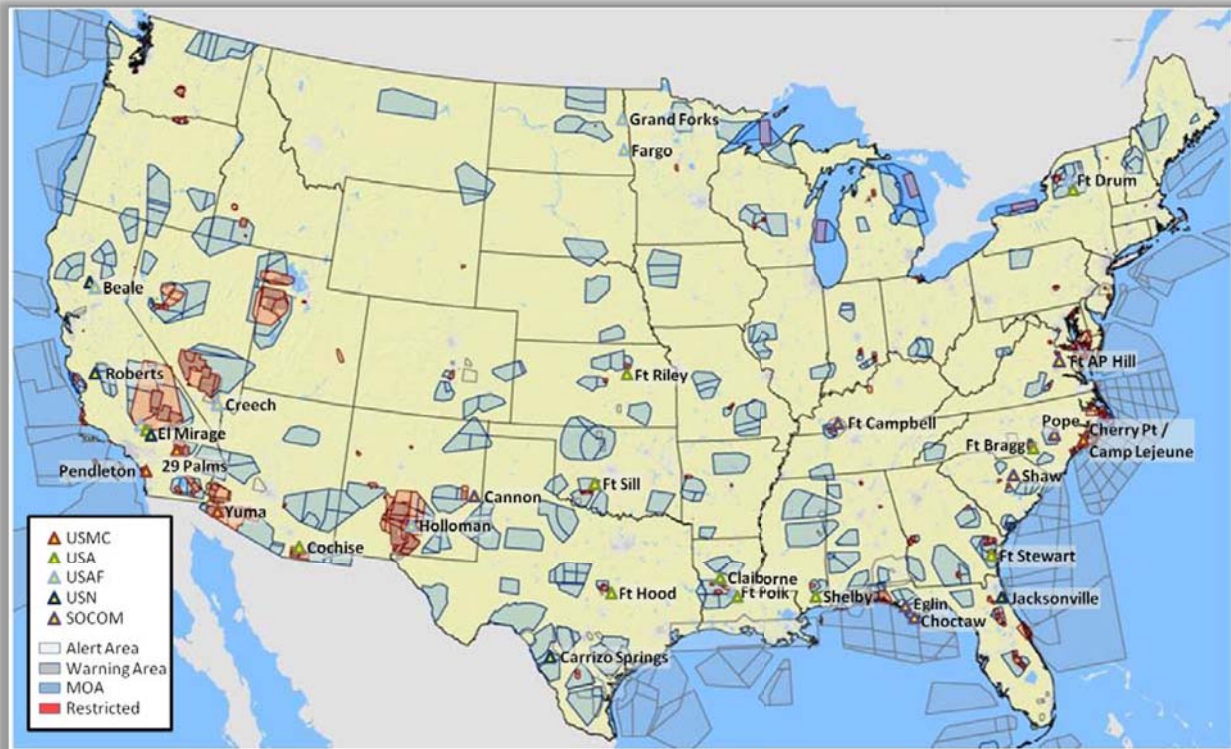 Grand Forks
Fargo
Ft Drum
Beale
Roberts
Creech
El Mirage
29 Palms
Pendleton
Yuma
Cochise
Ft Riley
Ft Sill
Cannon
Holloman
Ft Campbell
Ft AP Hill
Pope
Cherry Pt /
Camp Lejeune
Ft Bragg
Shaw
Ft Stewart
Jacksonville
Claiborne
Ft Polk
Shelby
Eglin
Choctaw
Ft Hood
Carrizo Springs
USMC
USA
USAF
USN
SOCOM
Alert Area
Warning Area
MOA
Restricted